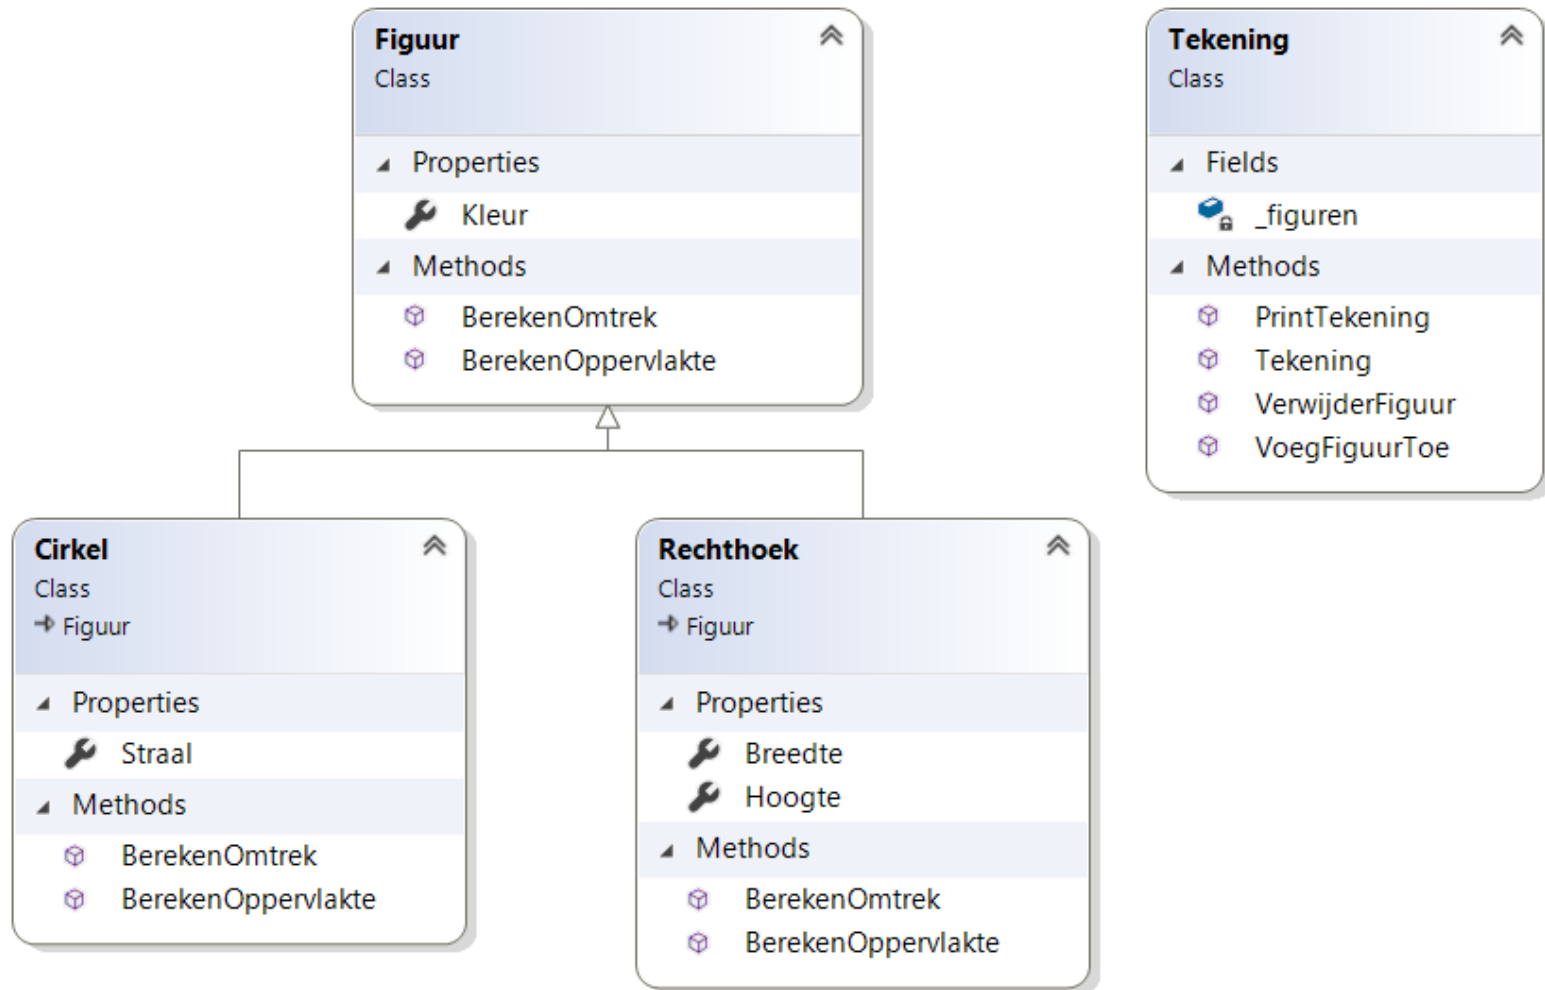 Figuur
Class
Properties
Kleur
Methods
BerekenOmtrek
BerekenOppervlakte
Tekening
Class
Fields
_figuren
Methods
PrintTekening
Tekening
VerwijderFiguur
VoegFiguurToe
Cirkel
Class
Figuur
Properties
Straal
Methods
BerekenOmtrek
BerekenOppervlakte
Rechthoek
Class
Figuur
Properties
Breedte
Hoogte
Methods
BerekenOmtrek
BerekenOppervlakte